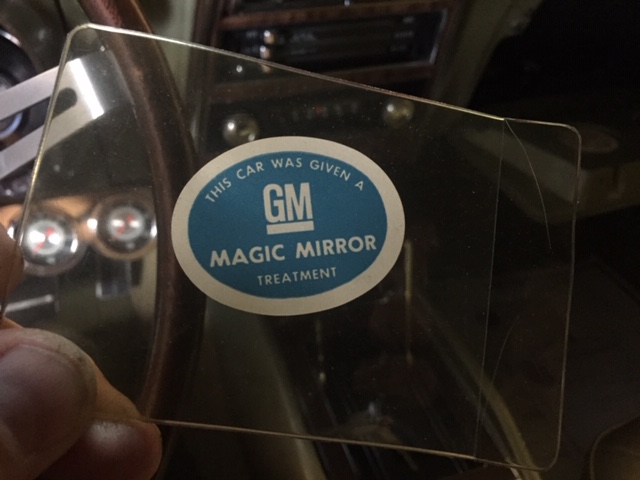 THIS CAR WAS GIVEN A
GM
MAGIC MIRROR
TREATMENT